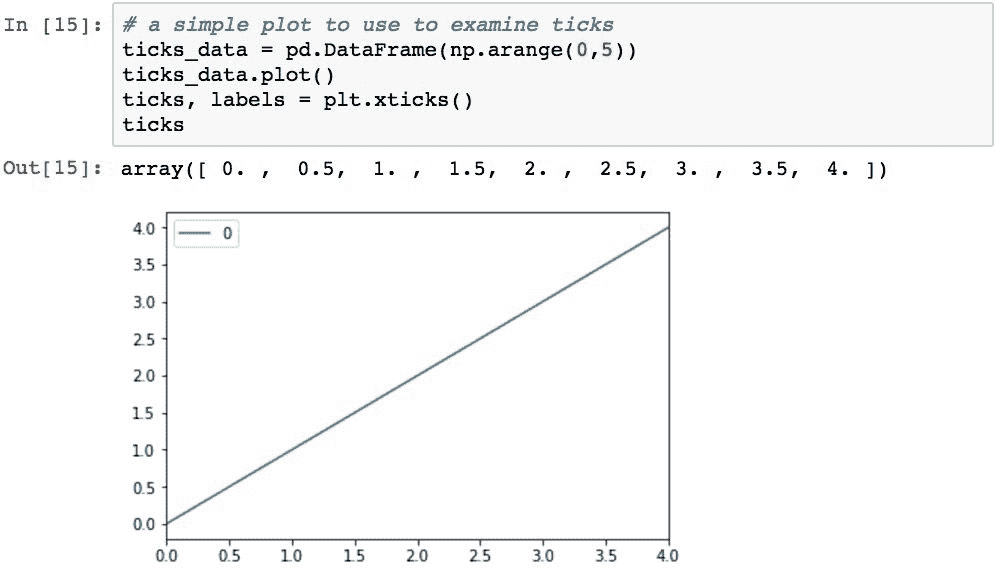 In [15]: # a simple plot to use to examine ticks
ticks_data = pd.DataFrame(np.arange(0,5))
ticks_data.plot()
ticks, labels = plt.xticks()
ticks
Out[15]: array([ 0. ,  0.5,  1. ,  1.5,  2. ,  2.5,  3. ,  3.5,  4. ])
0
4.0
3.5
3.0
2.5
2.0
1.5
1.0
0.5
0.0
0.0 0.5 1.0 1.5 2.0 2.5 3.0 3.5 4.0